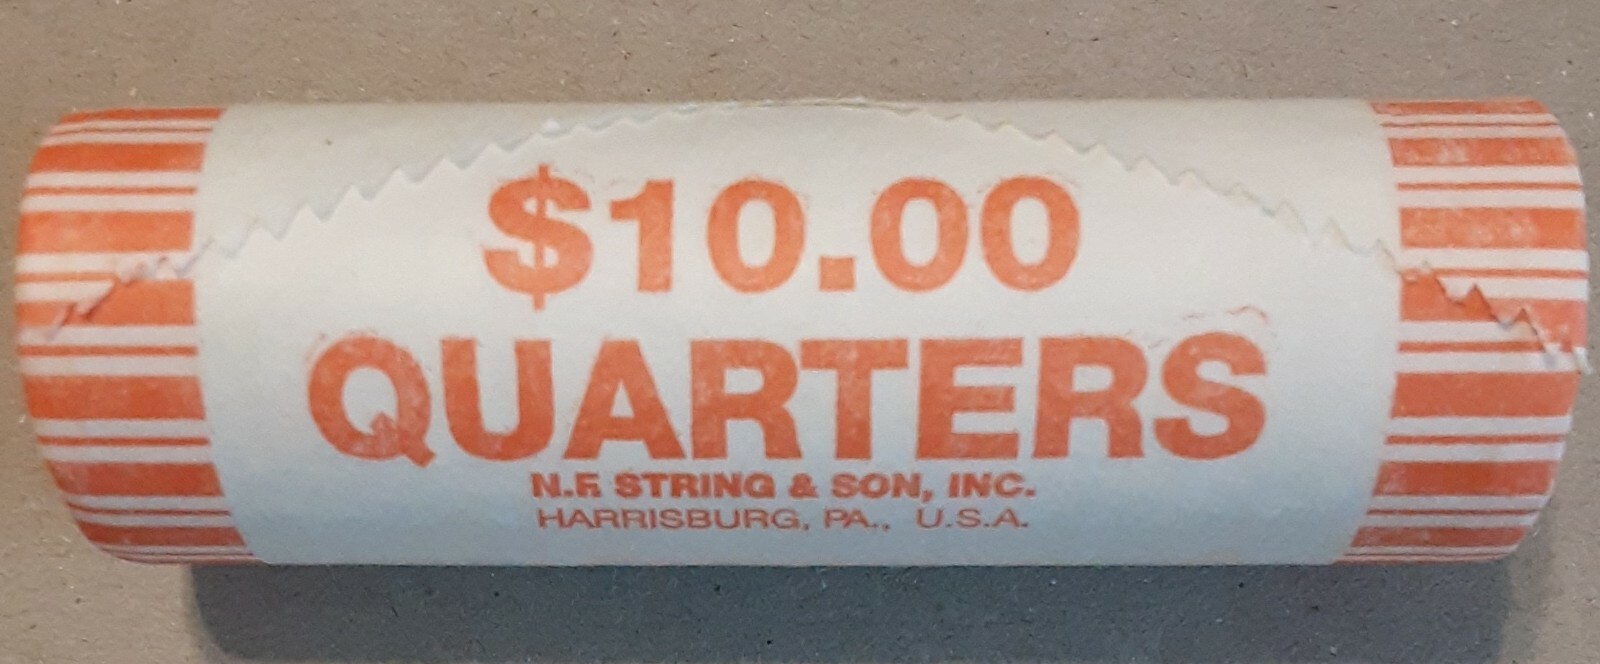 $10.00
QUARTERS
N.F. STRING & SON, INC.
HARRISBURG, PA., U.S.A.